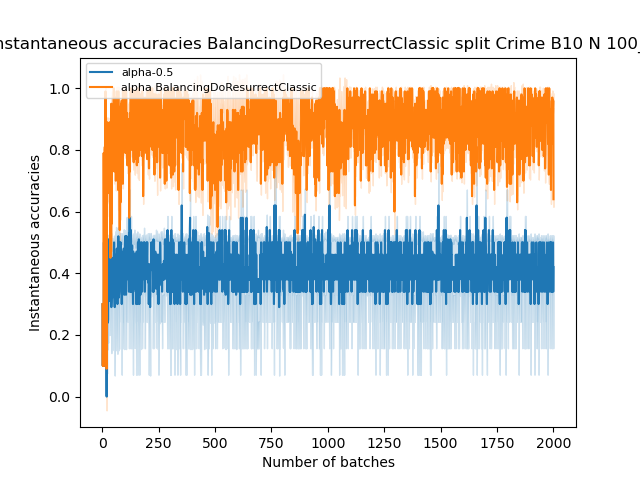 nstantaneous accuracies BalancingDoResurrectClassic split Crime B10 N 100_
alpha-0.5
alpha BalancingDoResurrectClassic
Instantaneous accuracies
1.0
0.8
0.6
0.4
0.2
0.0
0 250 500 750 1000 1250 1500 1750 2000
Number of batches